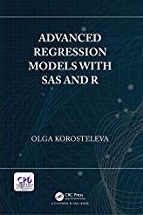 ADVANCED
REGRESSION
MODELS WITH
SAS AND R
OLGA KOROSTELEVA
CRC Press